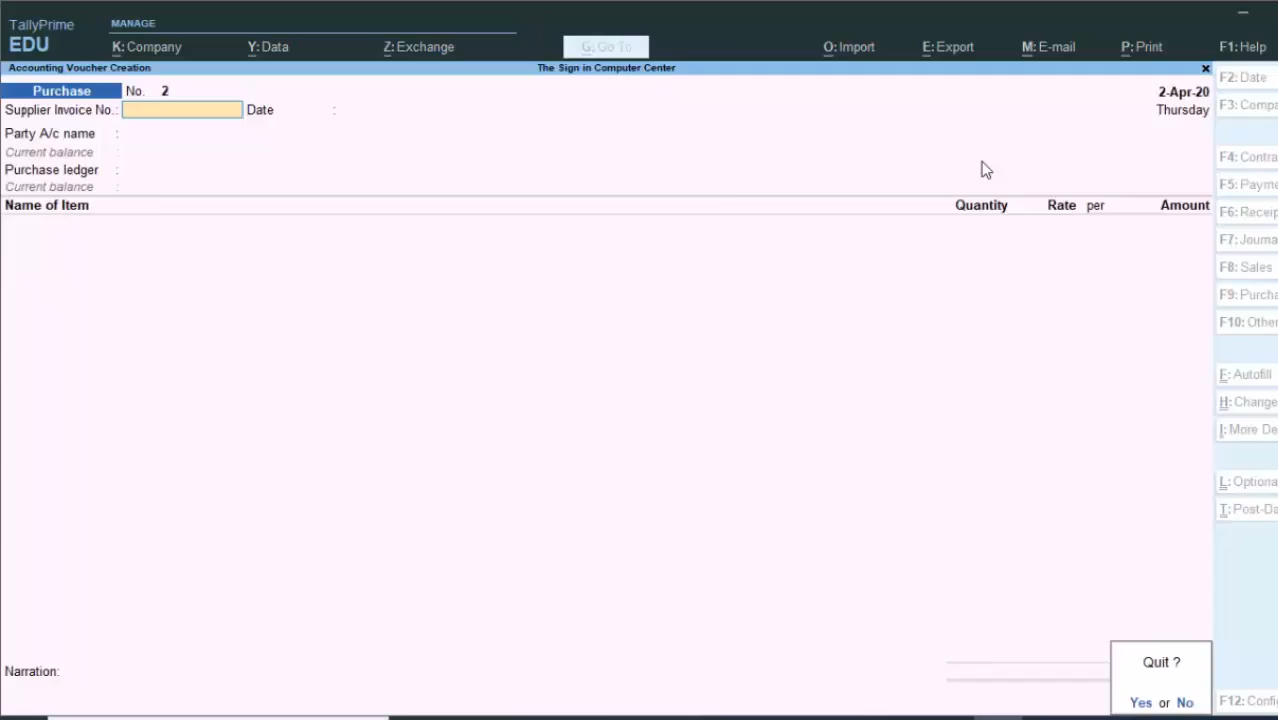 TallyPrime
EDU
MANAGE
K: Company Y: Data Z: Exchange G: Go To O: Import E: Export M: E-mail P: Print F1: Help
Accounting Voucher Creation The Sign in Computer Center x
Purchase No. 2 2-Apr-20
Supplier Invoice No.: Date : Thursday
Party A/c name :
Current balance :
Purchase ledger :
Current balance :
Name of Item Quantity Rate per Amount
F2: Date
F3: Compa
F4: Contra
F5: Payme
F6: Receip
F7: Journa
F8: Sales
F9: Purcha
F10: Other
E: Autofill
H: Change
I: More De
L: Optiona
T: Post-Da
Narration:
Quit ?
Yes or No
F12: Confi